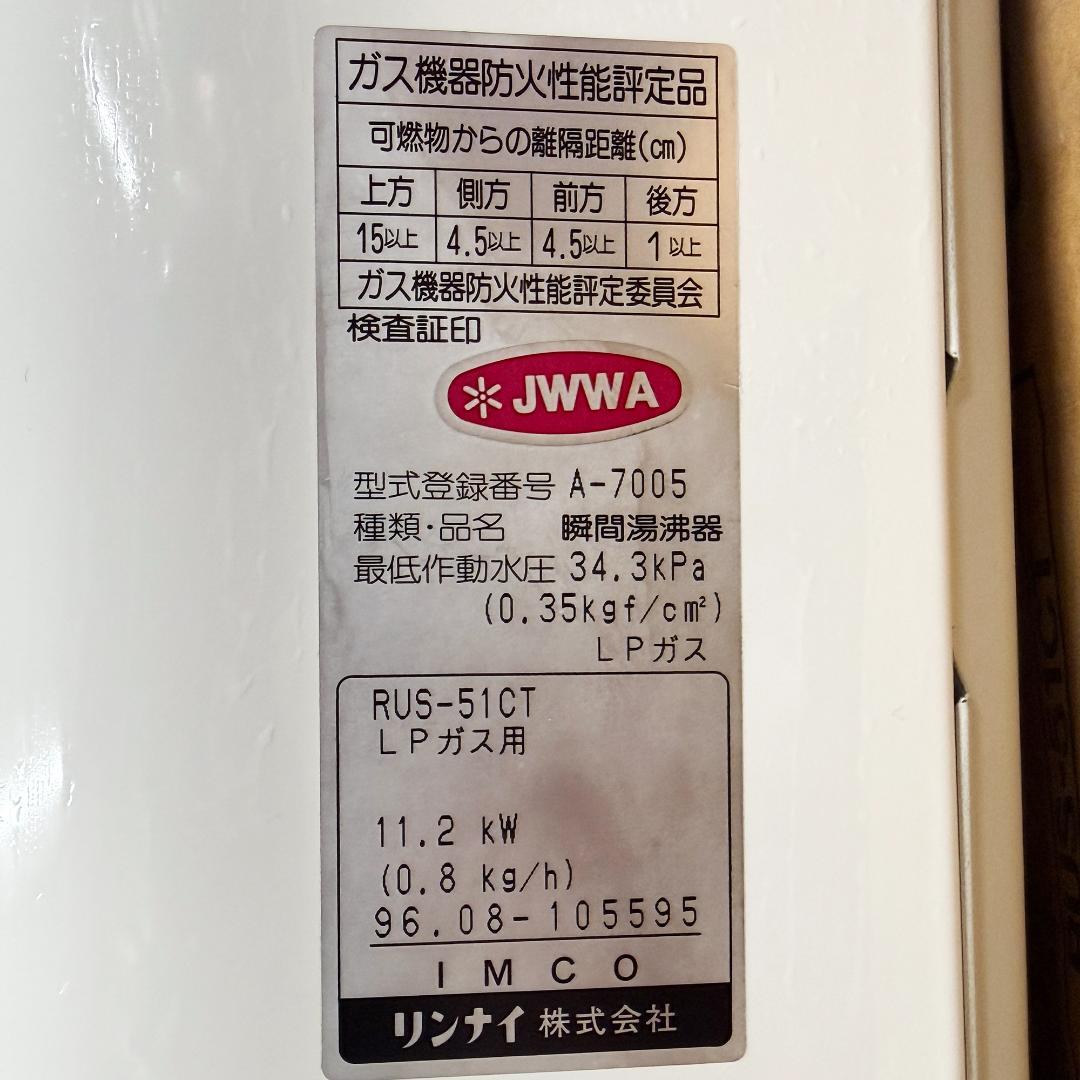 ガス機器防火性能評定品
可燃物からの離隔距離(cm)
上方 側方 前方 後方
15以上 4.5以上 4.5以上 1以上
ガス機器防火性能評定委員会
検査証印
JWWA
型式登録番号 A-7005
種類・品名 瞬間湯沸器
最低作動水圧 34.3kPa
(0.35kgf/cm²)
LPガス
RUS-51CT
LPガス用
11.2 kW
(0.8 kg/h)
96.08-105595
IMCO
リンナイ株式会社